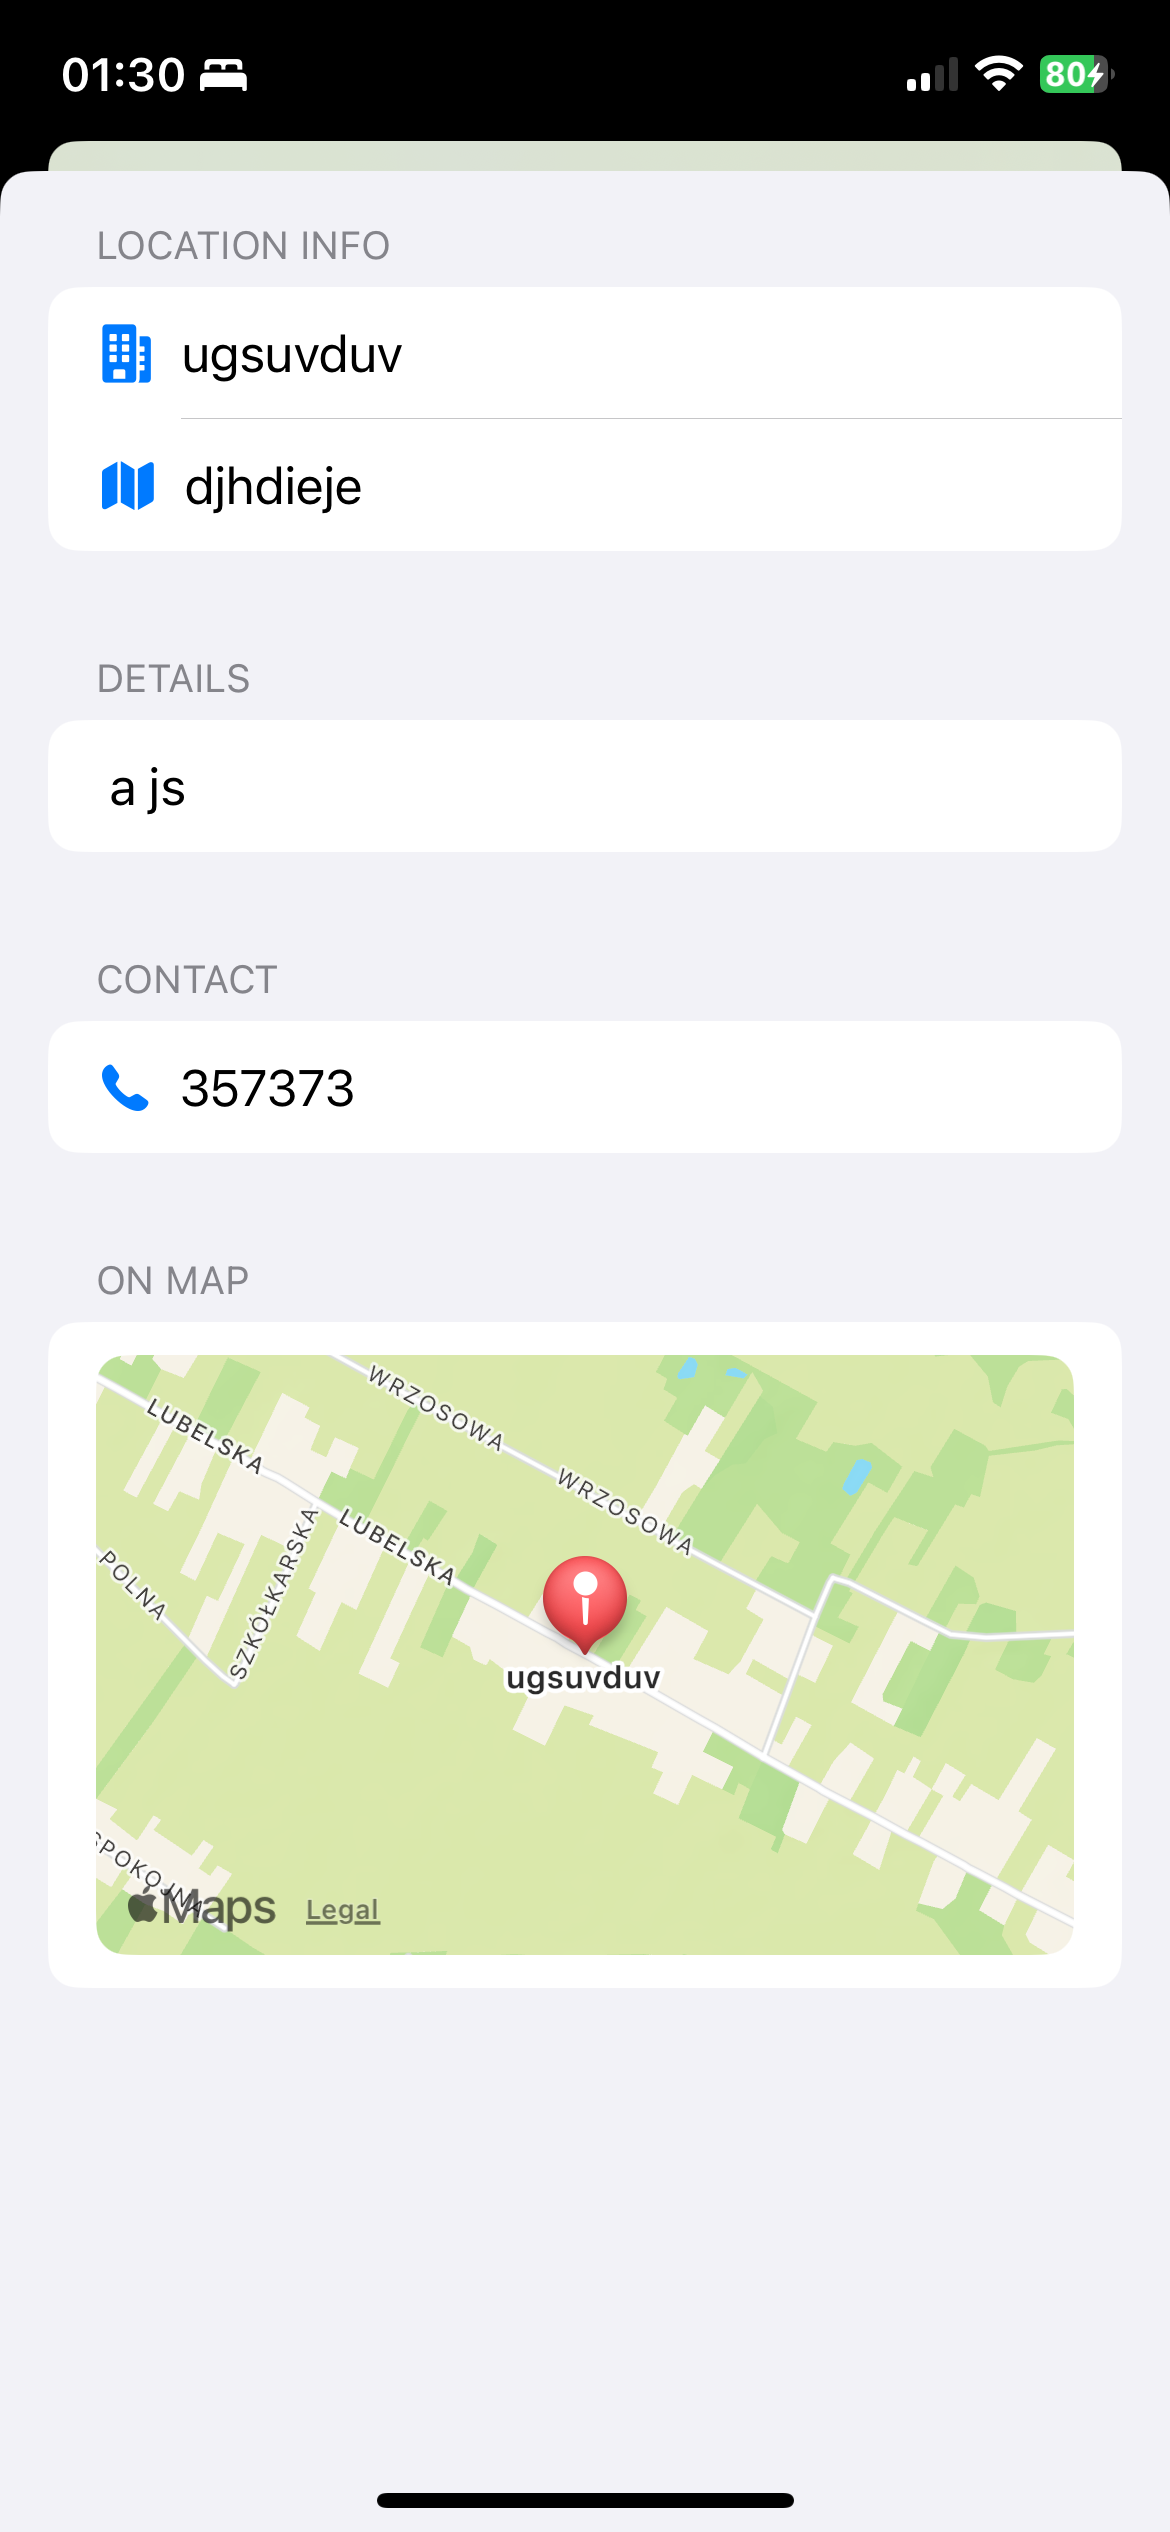 01:30
80
LOCATION INFO
ugsuvduv
djhdieje
DETAILS
a js
CONTACT
357373
ON MAP
WRZOSOWA
LUBELSKA
WRZOSOWA
LUBELSKA
SZKÓŁKARSKA
POLNA
ugsuvduv
SPOKOJNA
Maps Legal